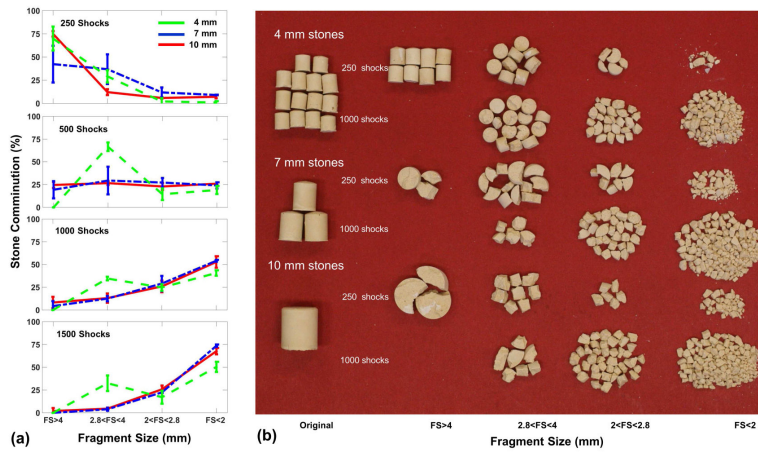 (a)
100
75
50
25
0
250 Shocks
4 mm
7 mm
10 mm
100
75
50
25
0
500 Shocks
100
75
50
25
0
1000 Shocks
100
75
50
25
0
1500 Shocks
Stone Comminution (%)
FS>4
2.8<FS<4
2<FS<2.8
FS<2
Fragment Size (mm)
(a)
(b)
4 mm stones
250 shocks
1000 shocks
7 mm stones
250 shocks
1000 shocks
10 mm stones
250 shocks
1000 shocks
Original
FS>4
2.8<FS<4
2<FS<2.8
FS<2
Fragment Size (mm)
(b)